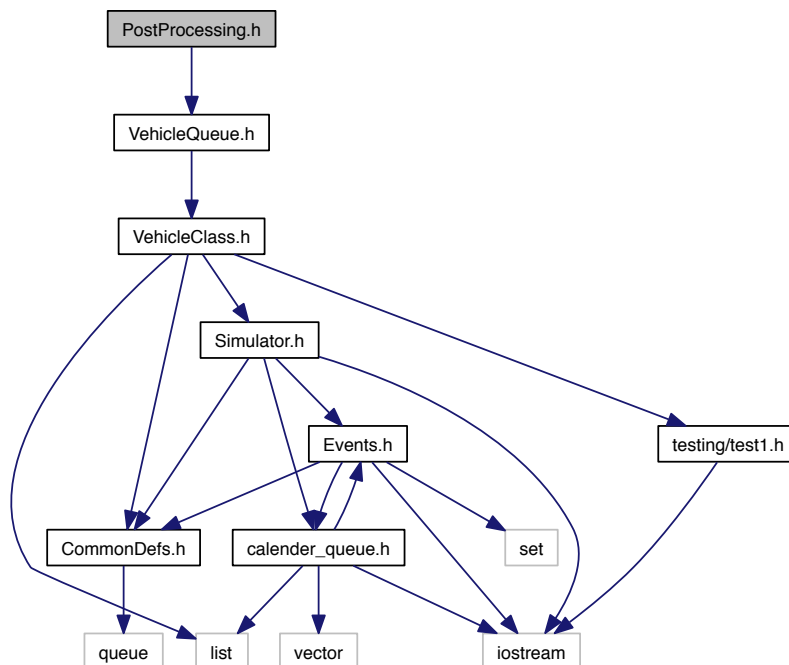 PostProcessing.h
VehicleQueue.h
VehicleClass.h
Simulator.h
Events.h
testing/test1.h
CommonDefs.h
calender_queue.h
set
queue
list
vector
iostream